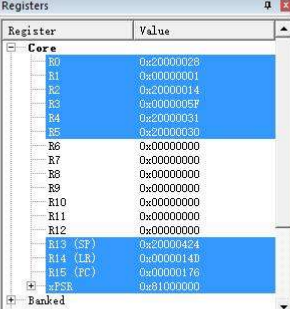 Registers
Register Value
Core
R0 0x20000028
R1 0x00000001
R2 0x20000014
R3 0x0000005F
R4 0x20000031
R5 0x20000030
R6 0x00000000
R7 0x00000000
R8 0x00000000
R9 0x00000000
R10 0x00000000
R11 0x00000000
R12 0x00000000
R13 (SP) 0x20000424
R14 (LR) 0x0000014D
R15 (PC) 0x00000176
xPSR 0x81000000
Banked